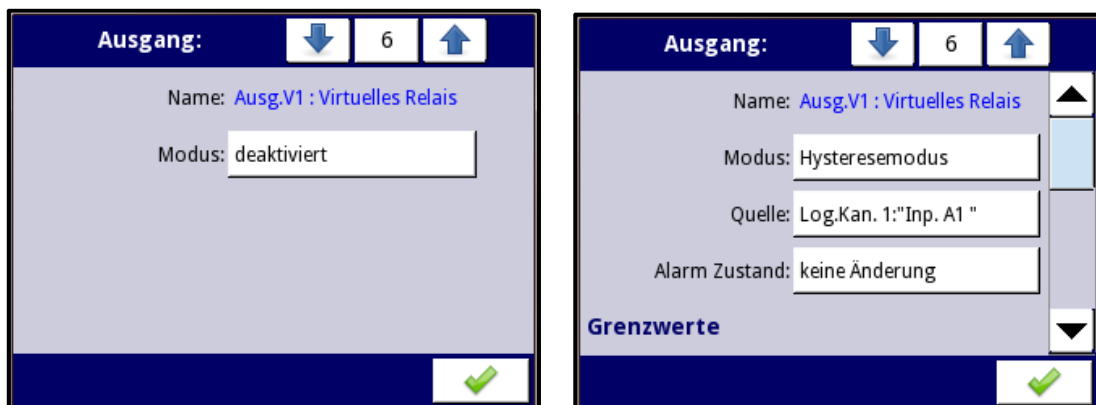 Ausgang: 6
Name: Ausg.V1 : Virtuelles Relais
Modus: deaktiviert
Ausgang: 6
Name: Ausg.V1 : Virtuelles Relais
Modus: Hysteresemodus
Quelle: Log.Kan. 1:"Inp. A1 "
Alarm Zustand: keine Änderung
Grenzwerte